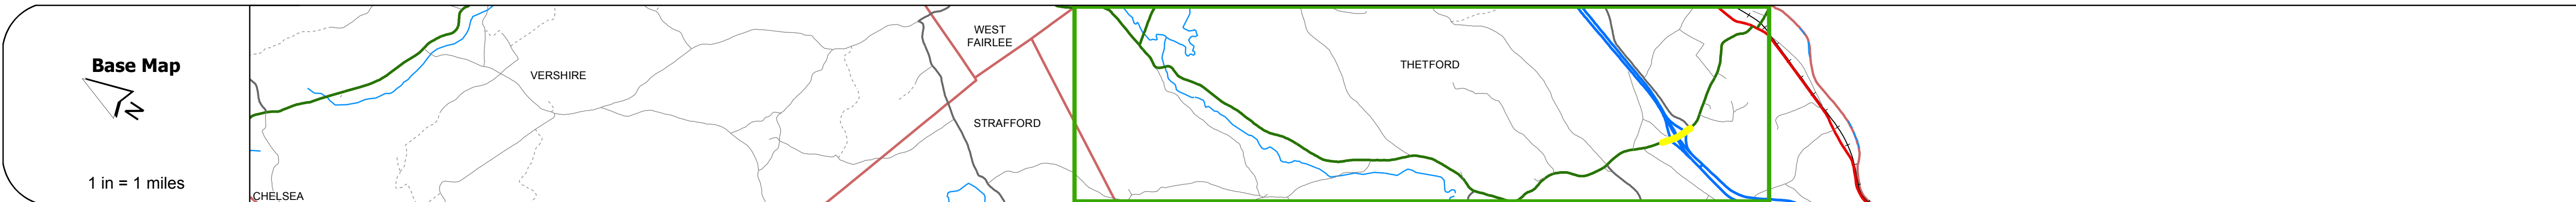 Base Map
N
1 in = 1 miles
VERSHIRE
CHELSEA
WEST
FAIRLEE
STRAFFORD
THETFORD